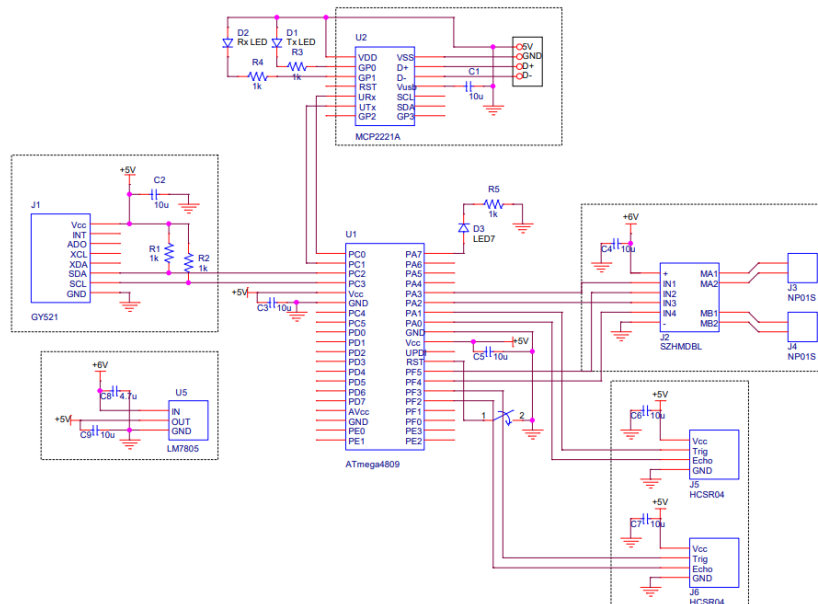 D2
Rx LED
D1
Tx LED
R3
1k
R4
1k
U2
VDD
GP0
GP1
RST
URx
UTx
GP2
VSS
D+
D-
Vusb
SCL
SDA
GP3
MCP2221A
C1
10u
5V
GND
D+
D-
+5V
C2
10u
J1
Vcc
INT
ADO
XCL
XDA
SDA
SCL
GND
GY521
R1
1k
R2
1k
U1
PC0
PC1
PC2
PC3
Vcc
GND
PC4
PC5
PD0
PD1
PD2
PD3
PD4
PD5
PD6
PD7
AVcc
GND
PE0
PE1
PA7
PA6
PA5
PA4
PA3
PA2
PA1
PA0
GND
Vcc
UPDI
RST
PF5
PF4
PF3
PF2
PF1
PF0
PE3
PE2
ATmega4809
+5V
C3
10u
R5
1k
D3
LED7
+5V
C5
10u
1
2
+6V
C4
10u
+
IN1
IN2
IN3
IN4
-
MA1
MA2
MB1
MB2
J2
SZHMDBL
J3
NP01S
J4
NP01S
+6V
C8
4.7u
+5V
C9
10u
U5
IN
OUT
GND
LM7805
+5V
C6
10u
Vcc
Trig
Echo
GND
J5
HCSR04
+5V
C7
10u
Vcc
Trig
Echo
GND
J6
HCSR04